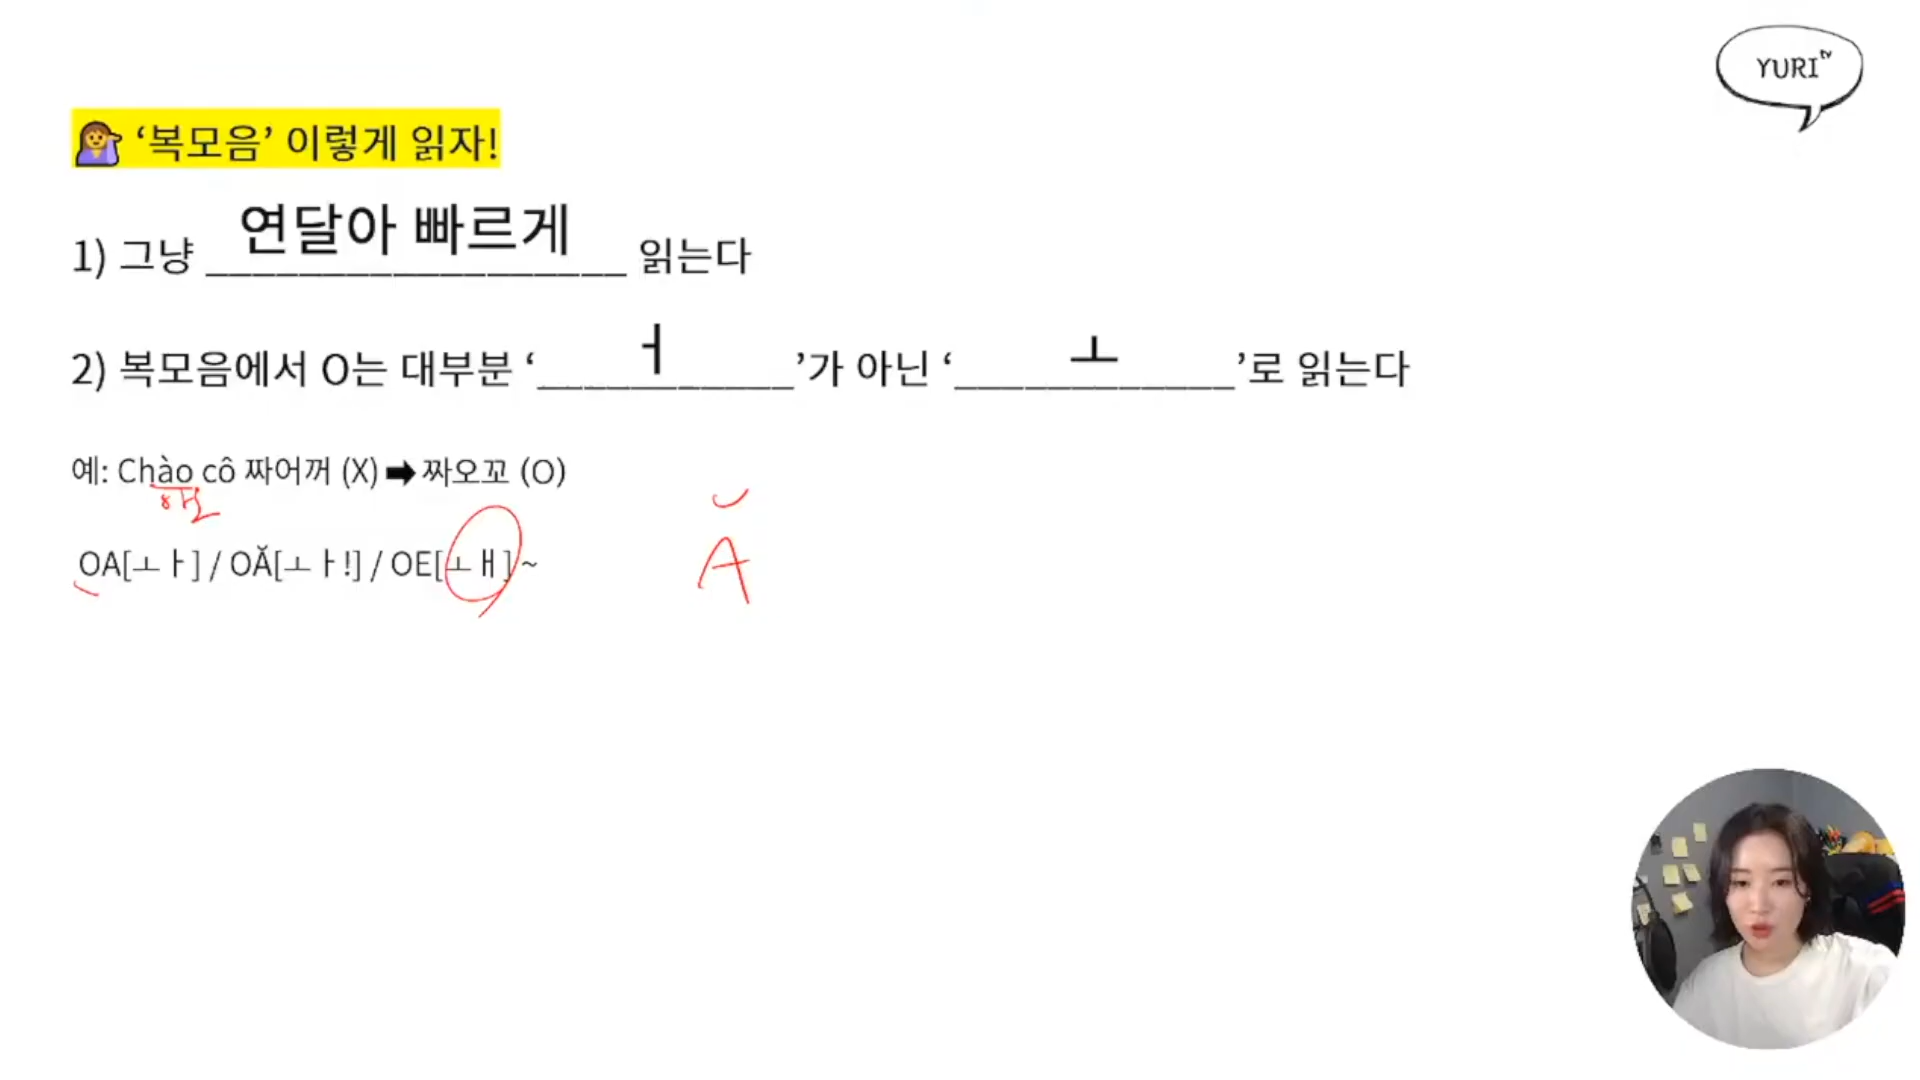 YURI tv
‘복모음’ 이렇게 읽자!
1) 그냥 연달아 빠르게 읽는다
2) 복모음에서 O는 대부분 ‘ㅓ’가 아닌 ‘ㅗ’로 읽는다
예: Chào cô 짜어꺼 (X) ➡ 짜오꼬 (O)
OA[ㅗㅏ] / OĂ[ㅗㅏ!] / OE[ㅗㅐ] ~
Ă